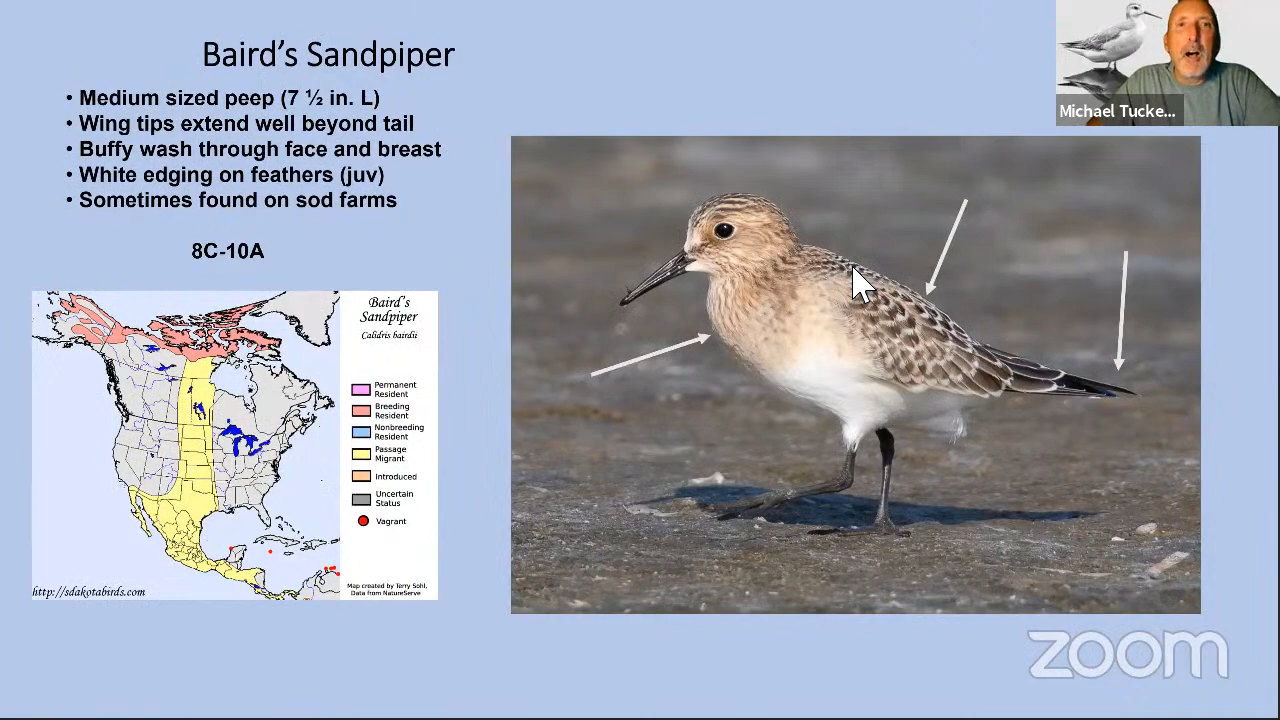 Baird's Sandpiper
• Medium sized peep (7 ½ in. L)
• Wing tips extend well beyond tail
• Buffy wash through face and breast
• White edging on feathers (juv)
• Sometimes found on sod farms
8C-10A
Baird's
Sandpiper
Calidris bairdii
Permanent
Resident
Breeding
Resident
Nonbreeding
Resident
Passage
Migrant
Introduced
Uncertain
Status
Vagrant
Map created by Terry Sohl,
Data from NatureServe
http://sdakotabirds.com
Michael Tucke...
zoom